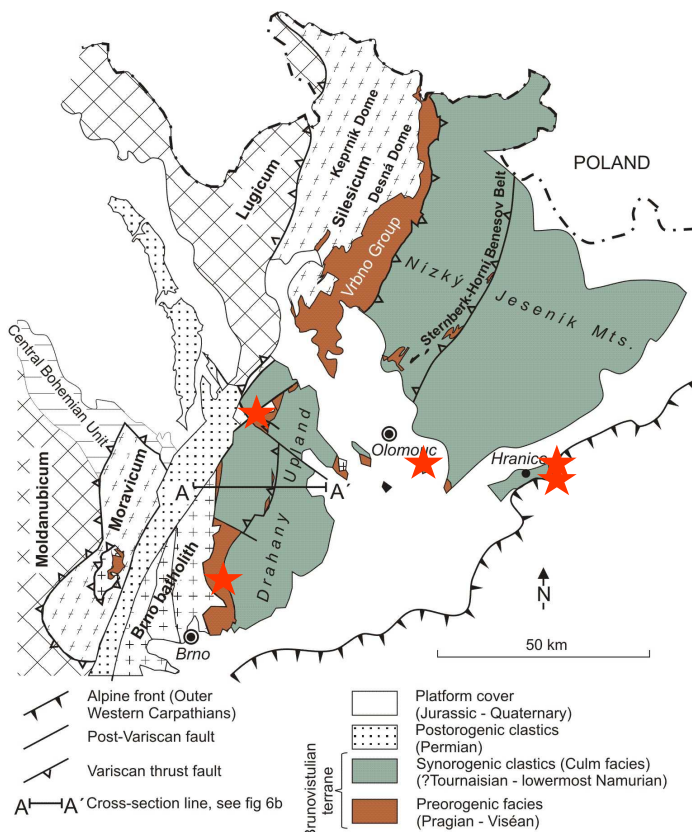 POLAND
Keprník Dome
Silesicum
Desná Dome
Lugicum
Vrbno Group
Nízký
Jeseník Mts.
Sternberk-Horní Benesov Belt
Central Bohemian Unit
Olomouc
Hranice
Moldanubicum
Moravicum
A
A´
Drahany Upland
Brno batholith
Brno
N
50 km
Alpine front (Outer
Western Carpathians)
Post-Variscan fault
Variscan thrust fault
A A´ Cross-section line, see fig 6b
Platform cover
(Jurassic - Quaternary)
Postorogenic clastics
(Permian)
Brunovistulian
terrane
Synorogenic clastics (Culm facies)
(?Tournaisian - lowermost Namurian)
Preorogenic facies
(Pragian - Viséan)